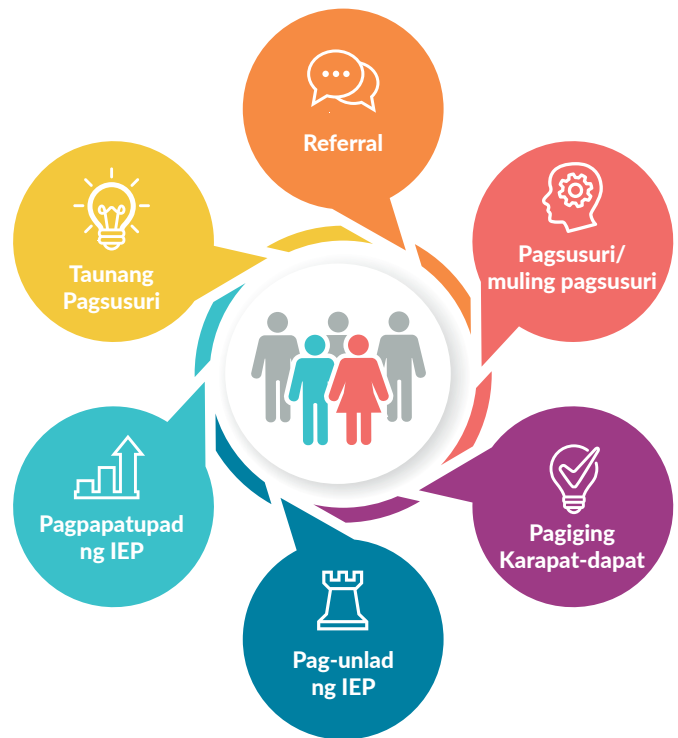 Referral
Pagsusuri/
muling pagsusuri
Pagiging
Karapat-dapat
Pag-unlad
ng IEP
Pagpapatupad
ng IEP
Taunang
Pagsusuri